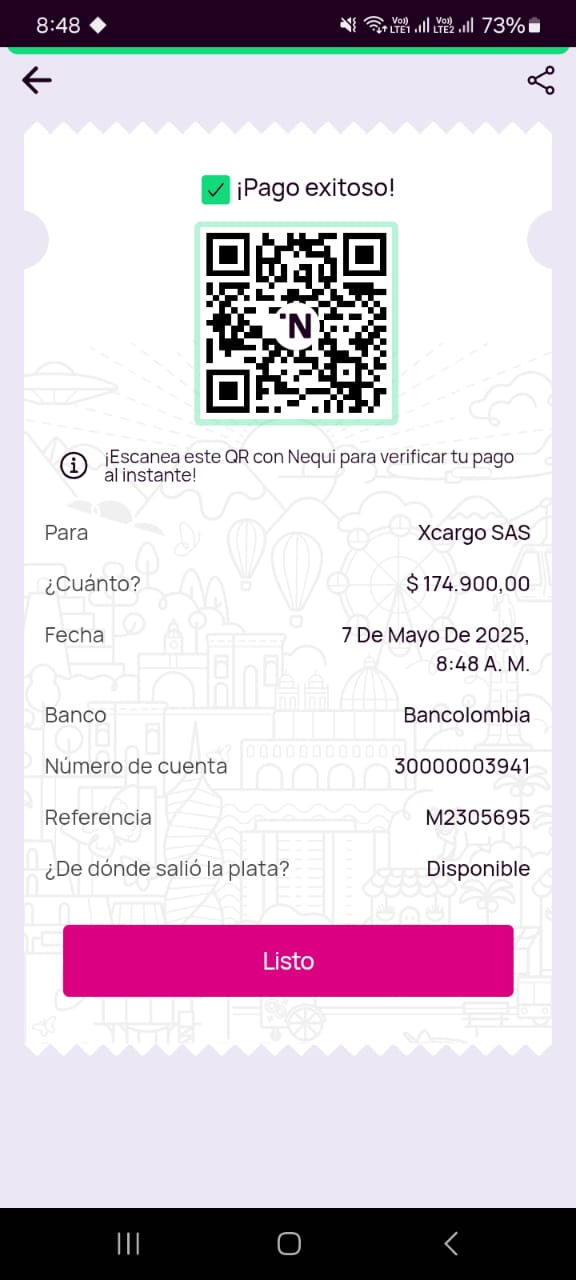 8:48
Vo)) LTE1 Vo)) LTE2 73%
¡Pago exitoso!
N
¡Escanea este QR con Nequi para verificar tu pago
al instante!
Para Xcargo SAS
¿Cuánto? $ 174.900,00
Fecha 7 De Mayo De 2025,
8:48 A. M.
Banco Bancolombia
Número de cuenta 30000003941
Referencia M2305695
¿De dónde salió la plata? Disponible
Listo